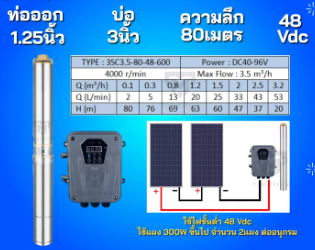 ท่อออก
1.25นิ้ว
บ่อ
3นิ้ว
ความลึก
80เมตร
48
Vdc
TYPE : 3SC3.5-80-48-600 Power : DC40-96V
4000 r/min Max Flow : 3.5 m³/h
Q (m³/h) 0.1 0.3 0.8 1.2 1.5 2 2.5 3.2
Q (L/min) 2 5 13 20 25 33 43 53
H (m) 80 76 69 63 60 47 37 20
+ - + -
ใช้ไฟขั้นต่ำ 48 Vdc
ใช้แผง 300W ขึ้นไป จำนวน 2แผง ต่ออนุกรม